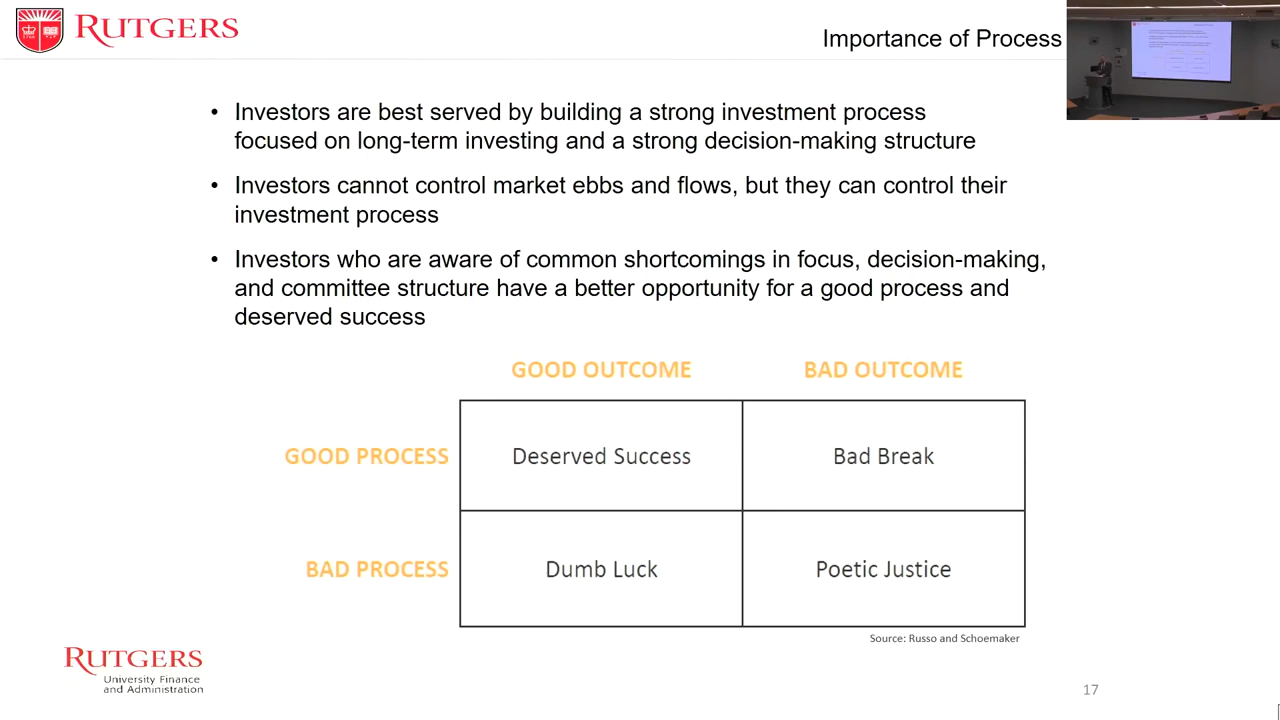 RUTGERS
Importance of Process
• Investors are best served by building a strong investment process
focused on long-term investing and a strong decision-making structure
• Investors cannot control market ebbs and flows, but they can control their
investment process
• Investors who are aware of common shortcomings in focus, decision-making,
and committee structure have a better opportunity for a good process and
deserved success
GOOD OUTCOME BAD OUTCOME
GOOD PROCESS Deserved Success Bad Break
BAD PROCESS Dumb Luck Poetic Justice
Source: Russo and Schoemaker
RUTGERS
University Finance
and Administration
17